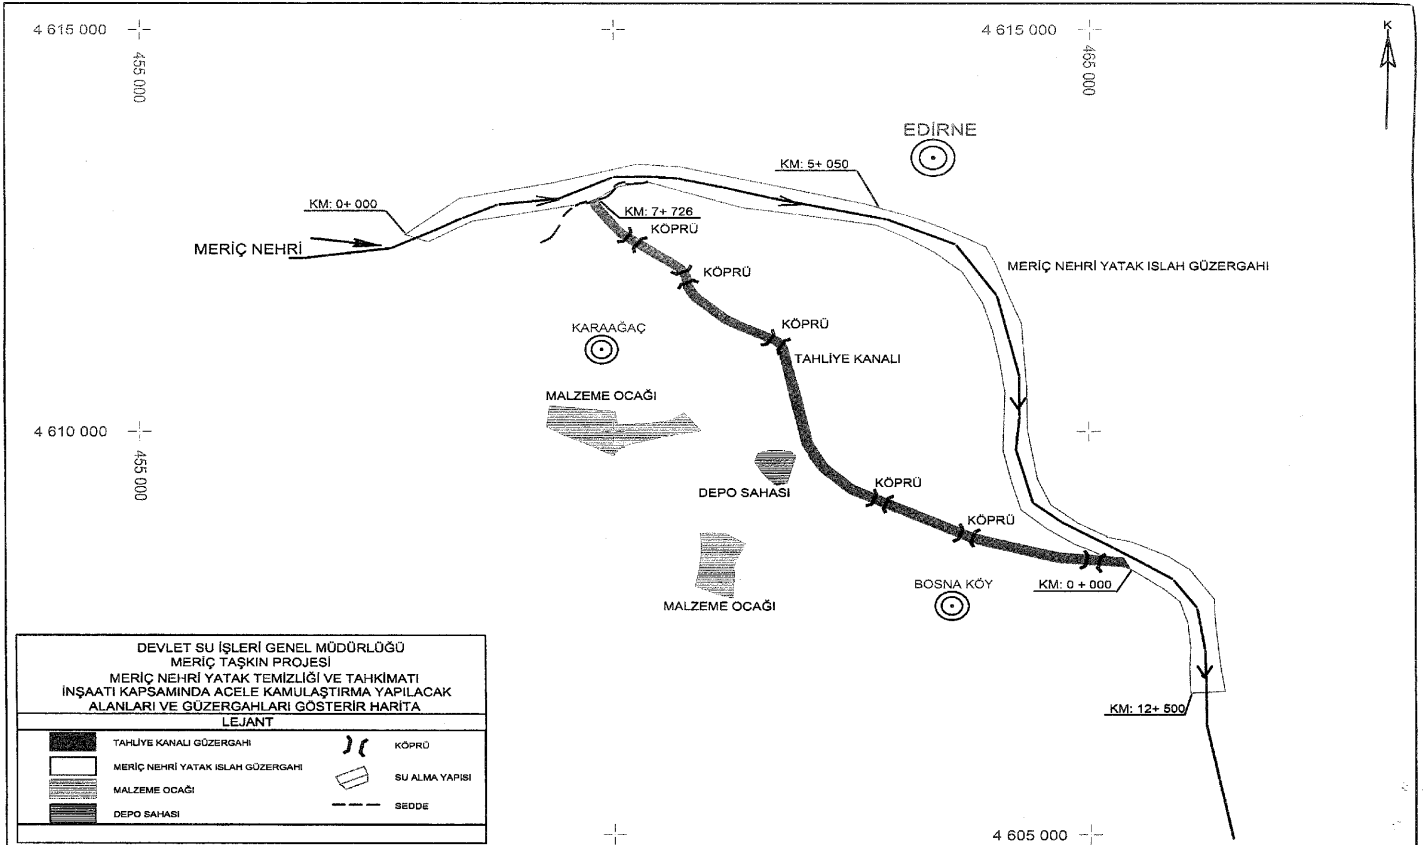 4 615 000
4 615 000
K
455 000
465 000
EDİRNE
KM: 5+ 050
KM: 0+ 000
KM: 7+ 726
KÖPRÜ
MERİÇ NEHRİ
MERİÇ NEHRİ YATAK ISLAH GÜZERGAHI
KÖPRÜ
KARAAĞAÇ
KÖPRÜ
TAHLİYE KANALI
MALZEME OCAĞI
4 610 000
455 000
DEPO SAHASI
KÖPRÜ
KÖPRÜ
BOSNA KÖY
KM: 0 + 000
MALZEME OCAĞI
KM: 12+ 500
DEVLET SU İŞLERİ GENEL MÜDÜRLÜĞÜ
MERİÇ TAŞKIN PROJESİ
MERİÇ NEHRİ YATAK TEMİZLİĞİ VE TAHKİMATI
İNŞAATI KAPSAMINDA ACELE KAMULAŞTIRMA YAPILACAK
ALANLARI VE GÜZERGAHLARI GÖSTERİR HARİTA
LEJANT
TAHLİYE KANALI GÜZERGAHI
KÖPRÜ
MERİÇ NEHRİ YATAK ISLAH GÜZERGAHI
SU ALMA YAPISI
MALZEME OCAĞI
SEDDE
DEPO SAHASI
4 605 000